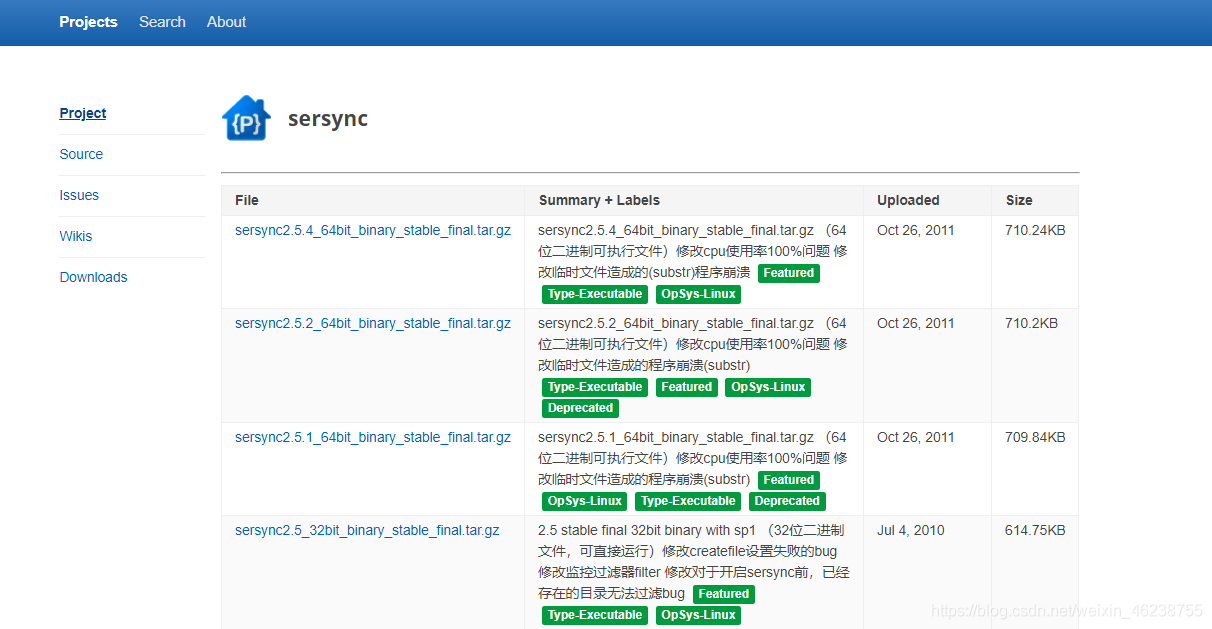 Projects Search About
Project
Source
Issues
Wikis
Downloads
{P}
sersync
File Summary + Labels Uploaded Size
sersync2.5.4_64bit_binary_stable_final.tar.gz sersync2.5.4_64bit_binary_stable_final.tar.gz （64 Oct 26, 2011 710.24KB
位二进制可执行文件）修改cpu使用率100%问题 修
改临时文件造成的(substr)程序崩溃 Featured
Type-Executable OpSys-Linux
sersync2.5.2_64bit_binary_stable_final.tar.gz sersync2.5.2_64bit_binary_stable_final.tar.gz （64 Oct 26, 2011 710.2KB
位二进制可执行文件）修改cpu使用率100%问题 修
改临时文件造成的程序崩溃(substr)
Type-Executable Featured OpSys-Linux
Deprecated
sersync2.5.1_64bit_binary_stable_final.tar.gz sersync2.5.1_64bit_binary_stable_final.tar.gz （64 Oct 26, 2011 709.84KB
位二进制可执行文件）修改cpu使用率100%问题 修
改临时文件造成的程序崩溃(substr) Featured
OpSys-Linux Type-Executable Deprecated
sersync2.5_32bit_binary_stable_final.tar.gz 2.5 stable final 32bit binary with sp1 （32位二进制 Jul 4, 2010 614.75KB
文件，可直接运行）修改createfile设置失败的bug
修改监控过滤器filter 修改对于开启sersync前，已经
存在的目录无法过滤bug Featured
Type-Executable OpSys-Linux
https://blog.csdn.net/weixin_46238755